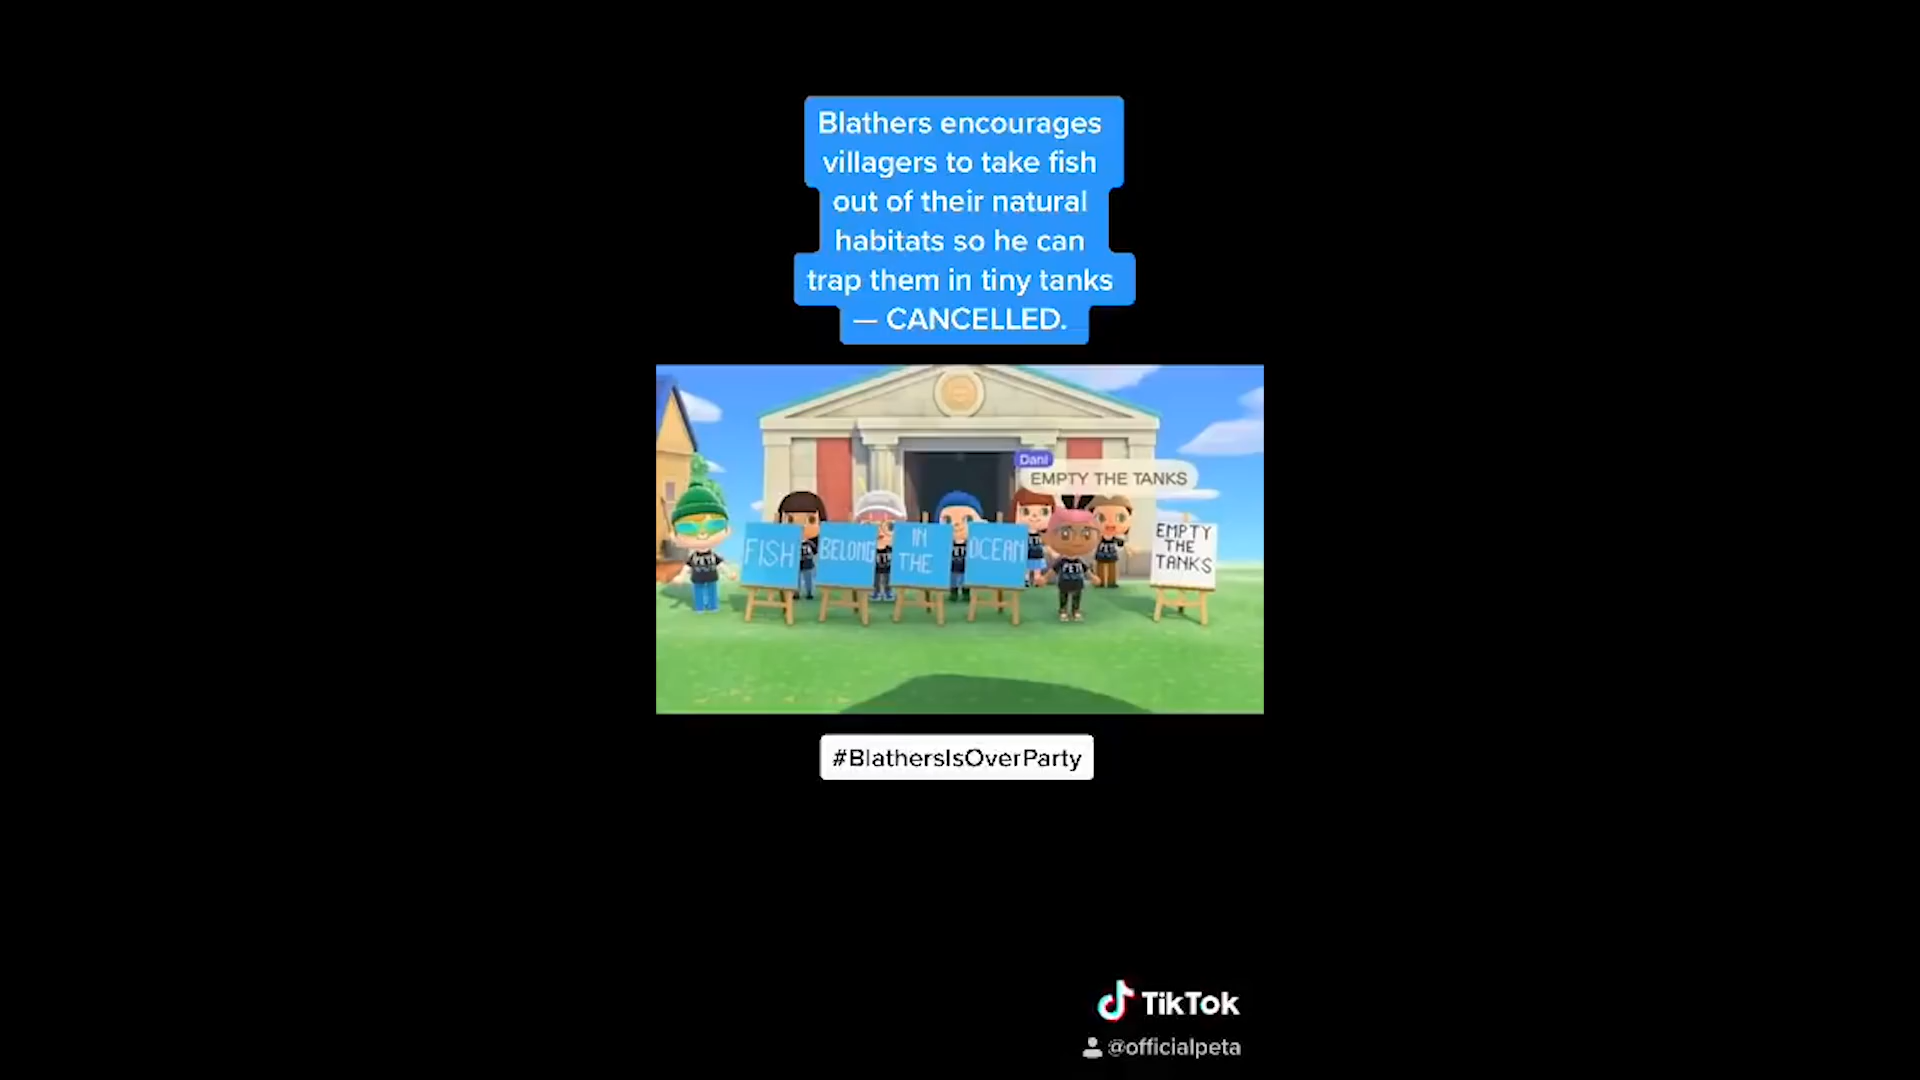 Blathers encourages
villagers to take fish
out of their natural
habitats so he can
trap them in tiny tanks
— CANCELLED.
Dani
EMPTY THE TANKS
FISH
BELONG
IN
THE
OCEAN
EMPTY
THE
TANKS
PETA
#BlathersIsOverParty
TikTok
@officialpeta